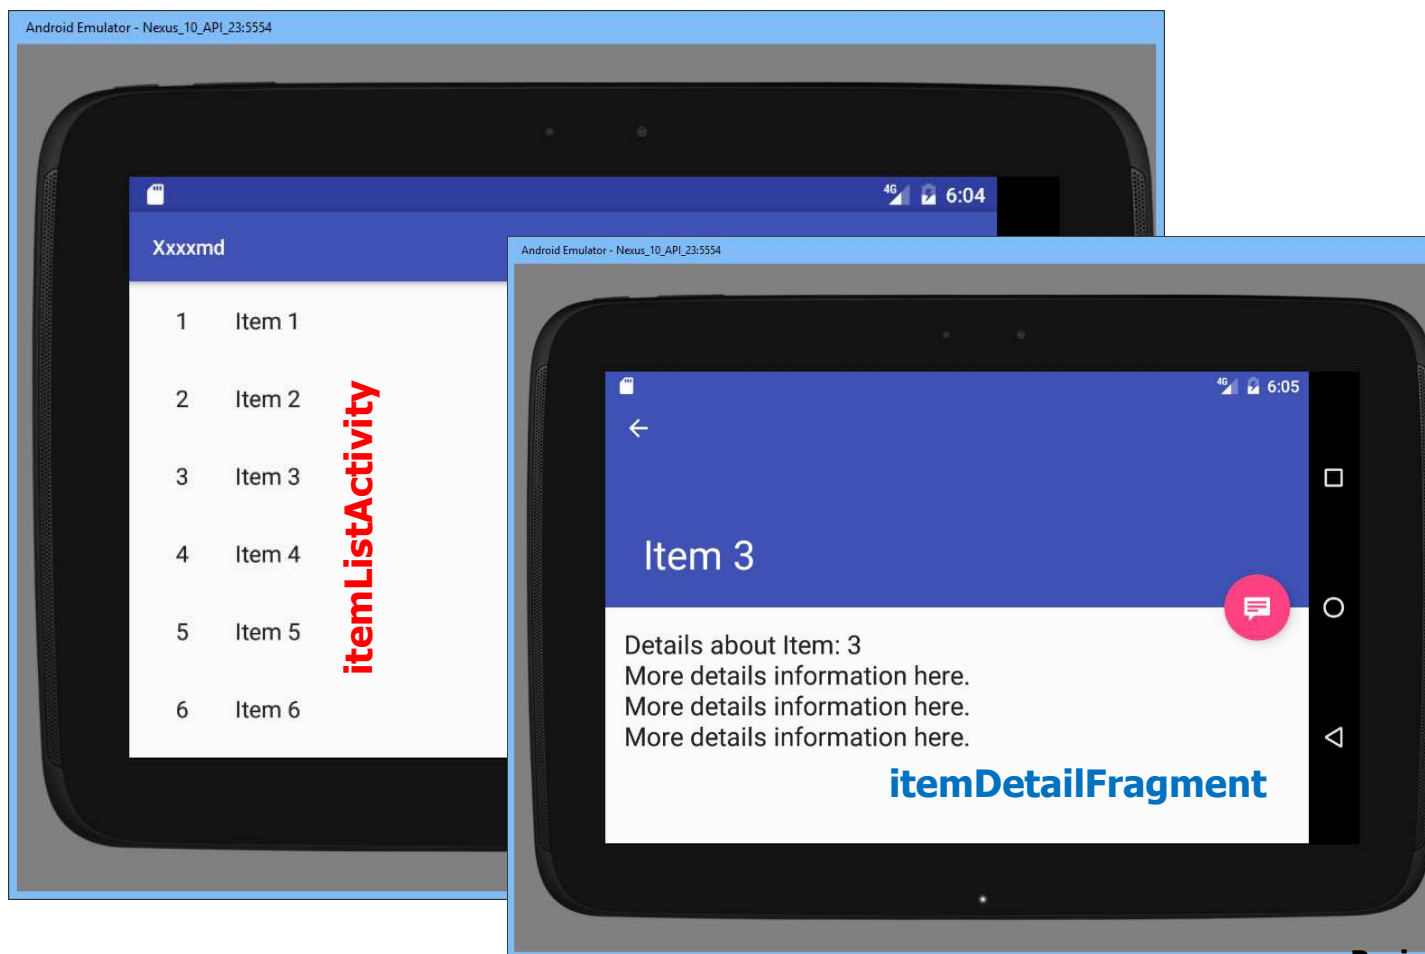 Android Emulator - Nexus_10_API_23:5554
4G 6:04
Xxxxmd
1 Item 1
2 Item 2
3 Item 3
4 Item 4
5 Item 5
6 Item 6
itemListActivity
Android Emulator - Nexus_10_API_23:5554
4G 6:05
Item 3
Details about Item: 3
More details information here.
More details information here.
More details information here.
itemDetailFragment